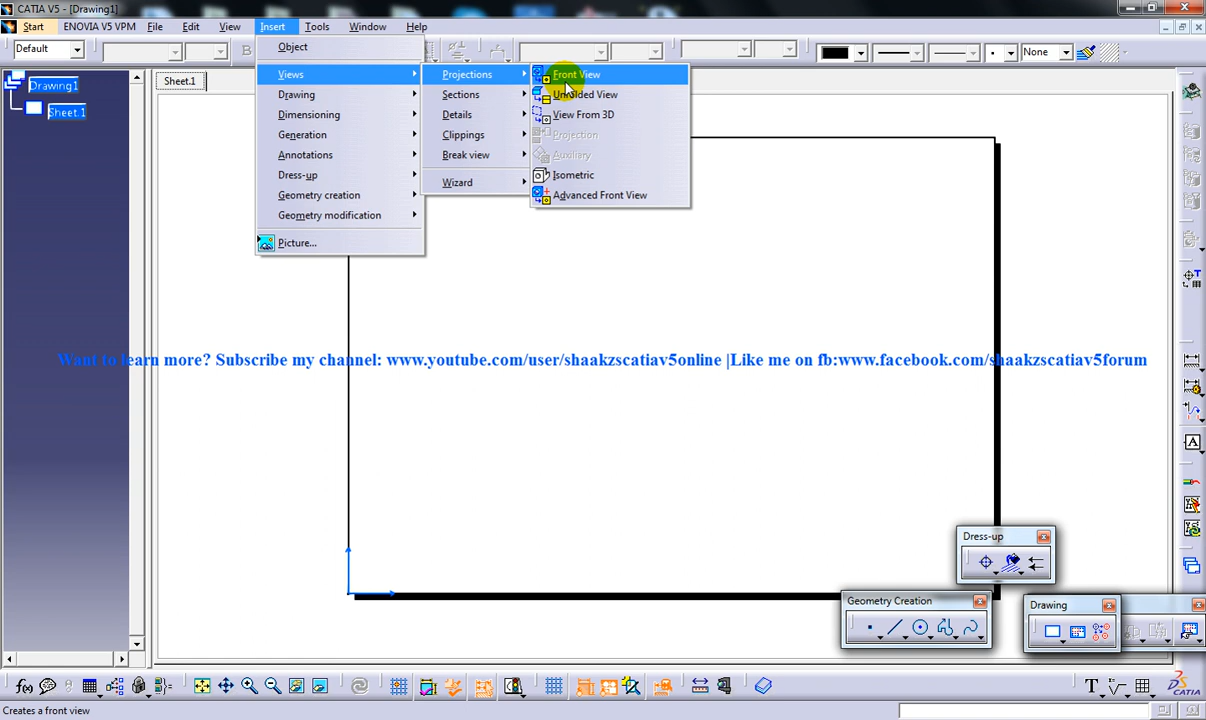 CATIA V5 - [Drawing1]
Start ENOVIA V5 VPM File Edit View Insert Tools Window Help
Default None
Drawing1
Sheet.1
Sheet.1
Object
Views
Drawing
Dimensioning
Generation
Annotations
Dress-up
Geometry creation
Geometry modification
Picture...
Projections
Sections
Details
Clippings
Break view
Wizard
Front View
Unfolded View
View From 3D
Projection
Auxiliary
Isometric
Advanced Front View
Want to learn more? Subscribe my channel: www.youtube.com/user/shaakzscatiav5online |Like me on fb:www.facebook.com/shaakzscatiav5forum
Dress-up
Geometry Creation
Drawing
CATIA
Creates a front view